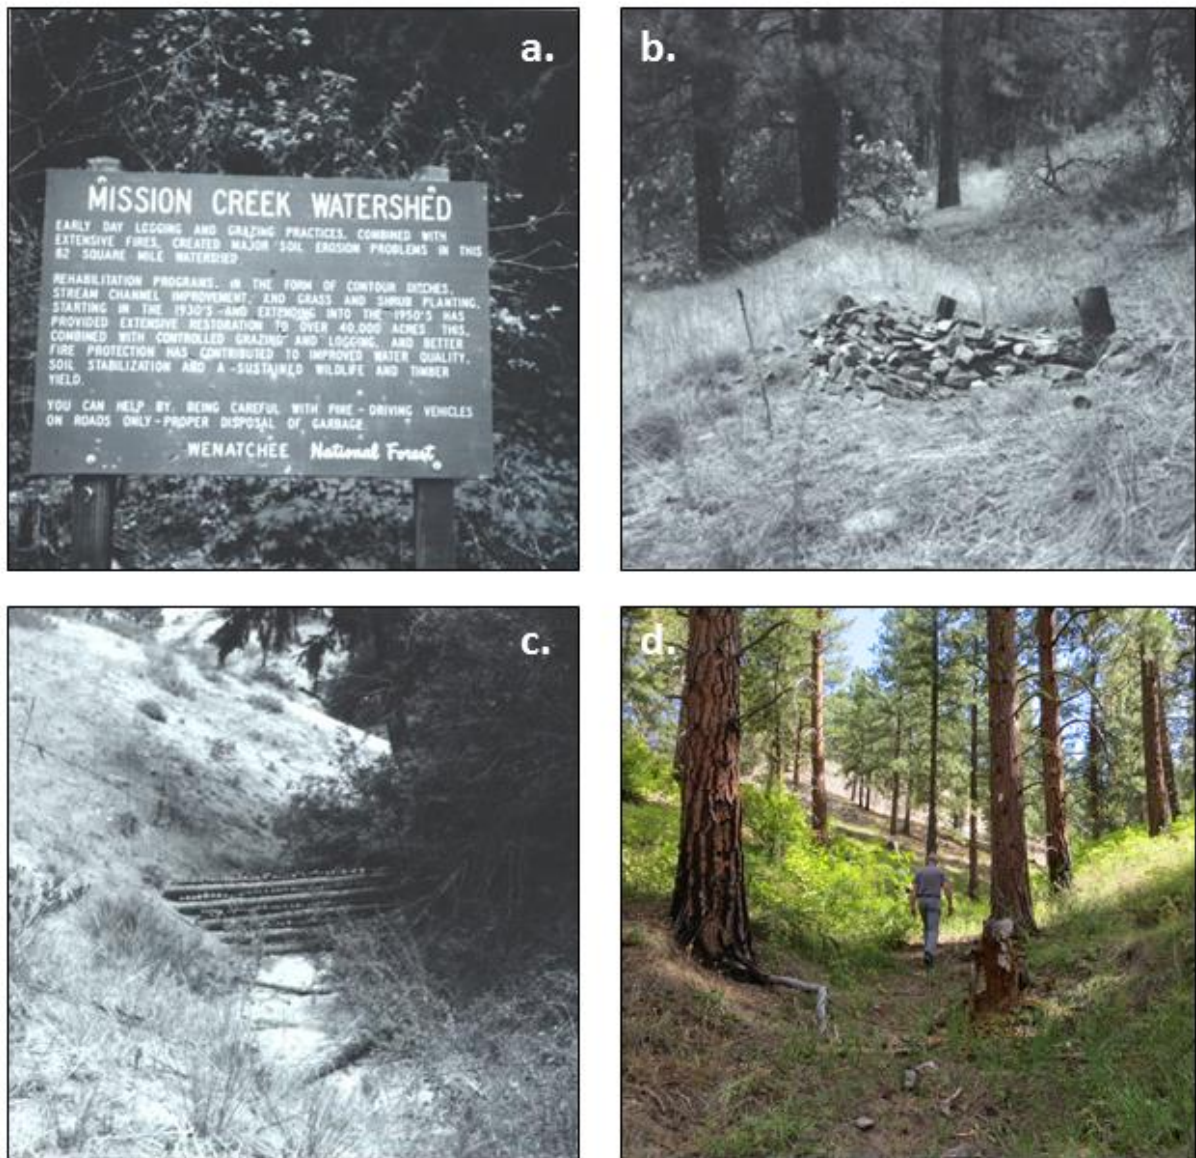 a.
MISSION CREEK WATERSHED
EARLY DAY LOGGING AND GRAZING PRACTICES, COMBINED WITH
EXTENSIVE FIRES, CREATED MAJOR SOIL EROSION PROBLEMS IN THIS
62 SQUARE MILE WATERSHED
REHABILITATION PROGRAMS, IN THE FORM OF CONTOUR DITCHES,
STREAM CHANNEL IMPROVEMENT, AND GRASS AND SHRUB PLANTING,
STARTING IN THE 1930'S AND EXTENDING INTO THE 1950'S HAS
PROVIDED EXTENSIVE RESTORATION TO OVER 40,000 ACRES THIS,
COMBINED WITH CONTROLLED GRAZING AND LOGGING, AND BETTER
FIRE PROTECTION HAS CONTRIBUTED TO IMPROVED WATER QUALITY,
SOIL STABILIZATION AND A SUSTAINED WILDLIFE AND TIMBER
YIELD.
YOU CAN HELP BY, BEING CAREFUL WITH FIRE - DRIVING VEHICLES
ON ROADS ONLY - PROPER DISPOSAL OF GARBAGE.
WENATCHEE National Forest
b.
c.
d.